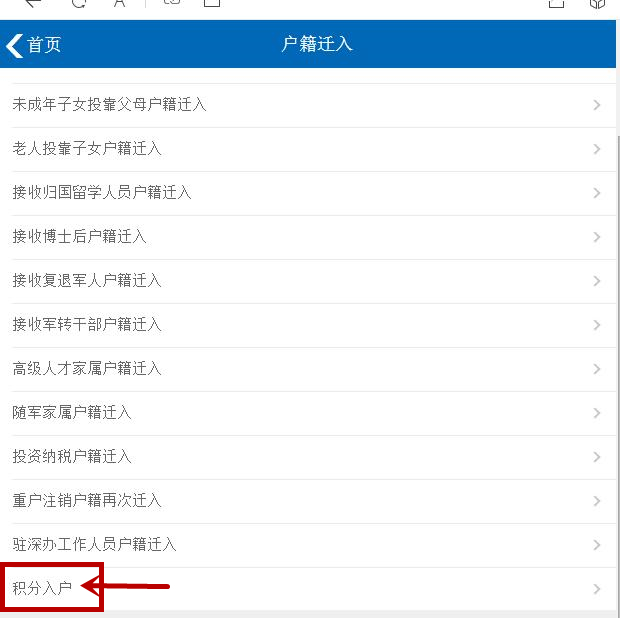 首页
户籍迁入
未成年子女投靠父母户籍迁入
老人投靠子女户籍迁入
接收归国留学人员户籍迁入
接收博士后户籍迁入
接收复退军人户籍迁入
接收军转干部户籍迁入
高级人才家属户籍迁入
随军家属户籍迁入
投资纳税户籍迁入
重户注销户籍再次迁入
驻深办工作人员户籍迁入
积分入户